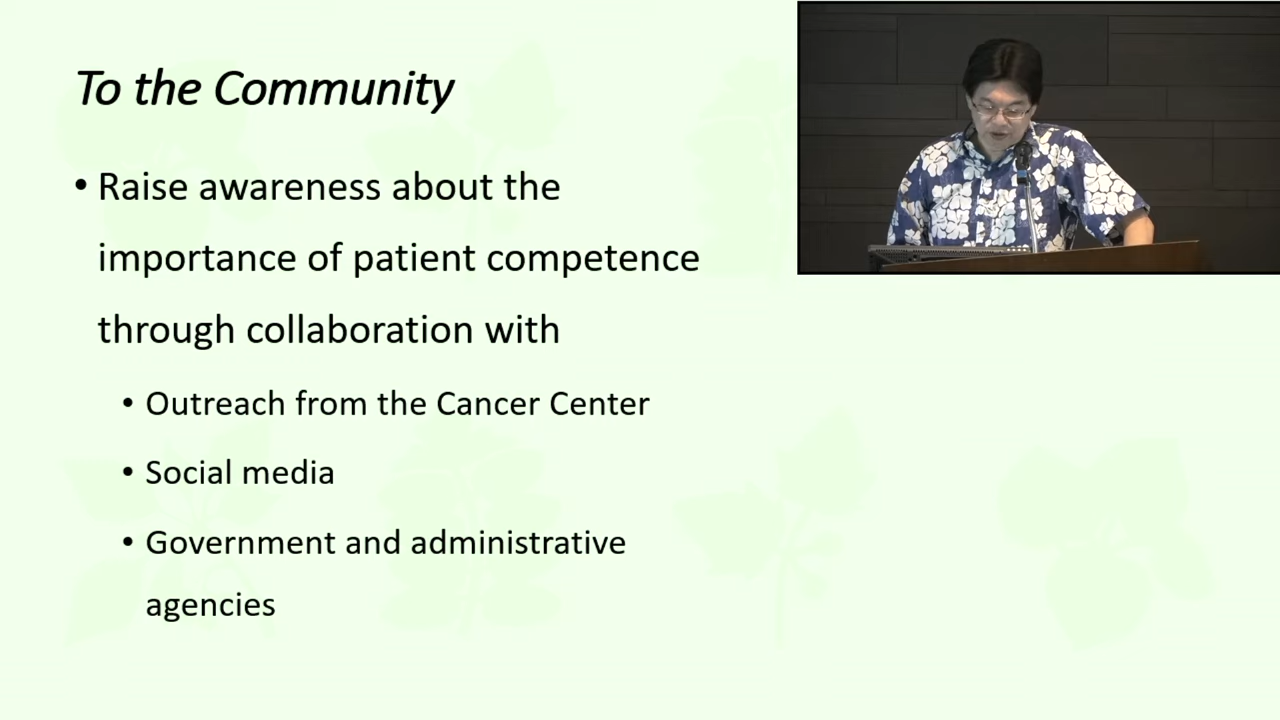 To the Community
• Raise awareness about the
importance of patient competence
through collaboration with
• Outreach from the Cancer Center
• Social media
• Government and administrative
agencies